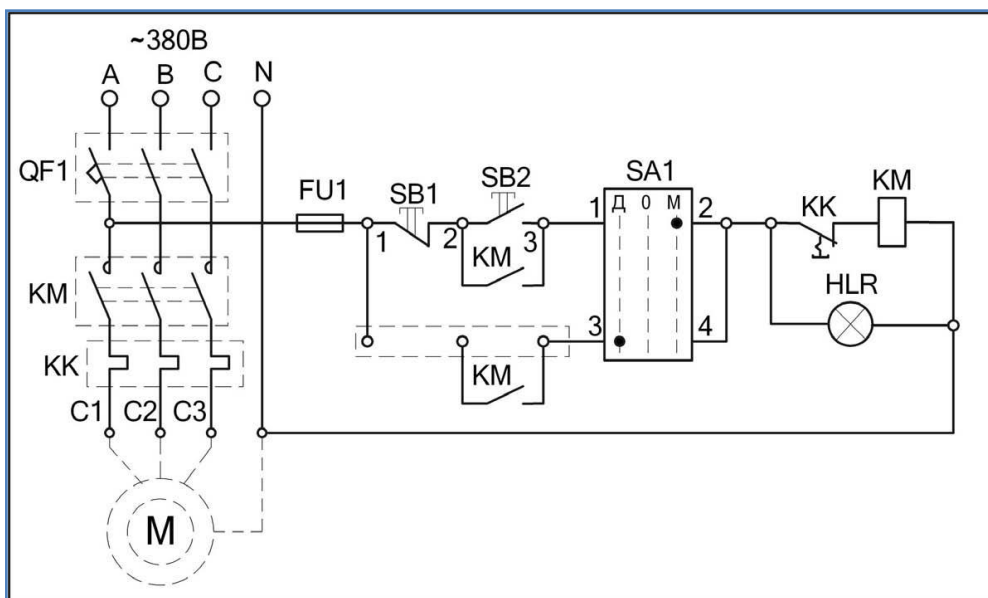 ~380В
A B C N
QF1
FU1 SB1 SB2 SA1 KK KM
1 2 3 1 Д 0 М 2
KM
HLR
KM
3 4
KK
KM
C1 C2 C3
M